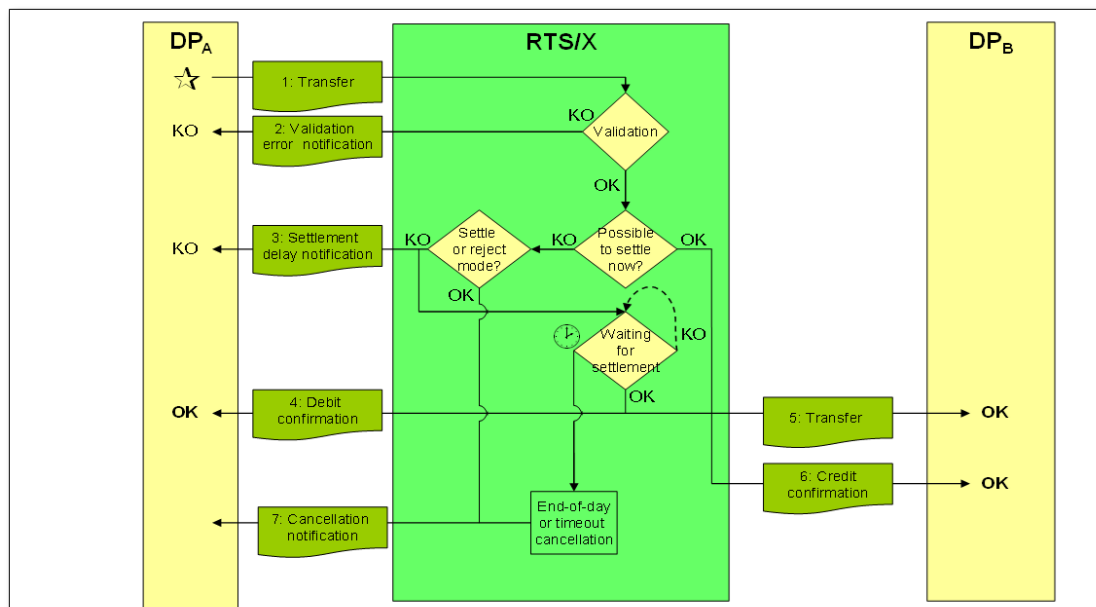 DPA
RTS/X
DPB
1: Transfer
KO
Validation
KO
2: Validation
error notification
OK
KO
3: Settlement
delay notification
KO
Settle
or reject
mode?
KO
Possible
to settle
now?
OK
OK
Waiting
for
settlement
KO
OK
OK
4: Debit
confirmation
5: Transfer
OK
6: Credit
confirmation
OK
7: Cancellation
notification
End-of-day
or timeout
cancellation